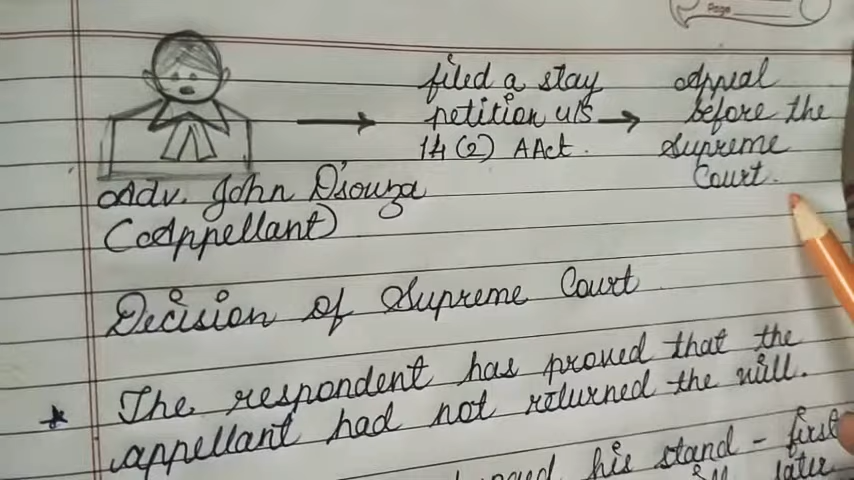 Page
filed a stay
petition u/s
14 (2) AAct.
Appeal
before the
Supreme
Court.
Adv. John D'souza
(Appellant)
Decision of Supreme Court
The respondent has proved that the
appellant had not returned the will.
his stand - first
later